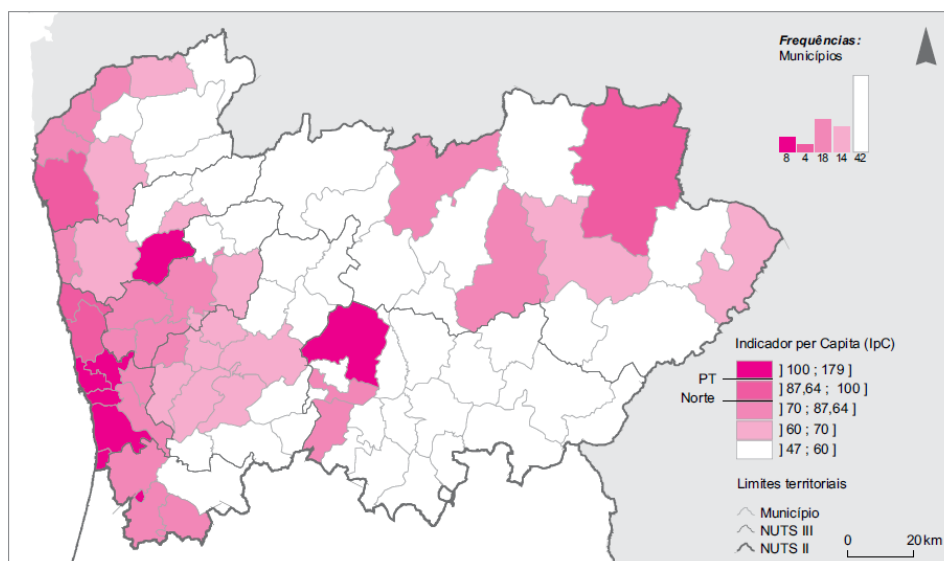 Frequências:
Municípios
8 4 18 14 42
Indicador per Capita (IpC)
] 100 ; 179 ]
PT
] 87,64 ; 100 ]
Norte
] 70 ; 87,64 ]
] 60 ; 70 ]
] 47 ; 60 ]
Limites territoriais
Município
NUTS III
NUTS II
0 20 km